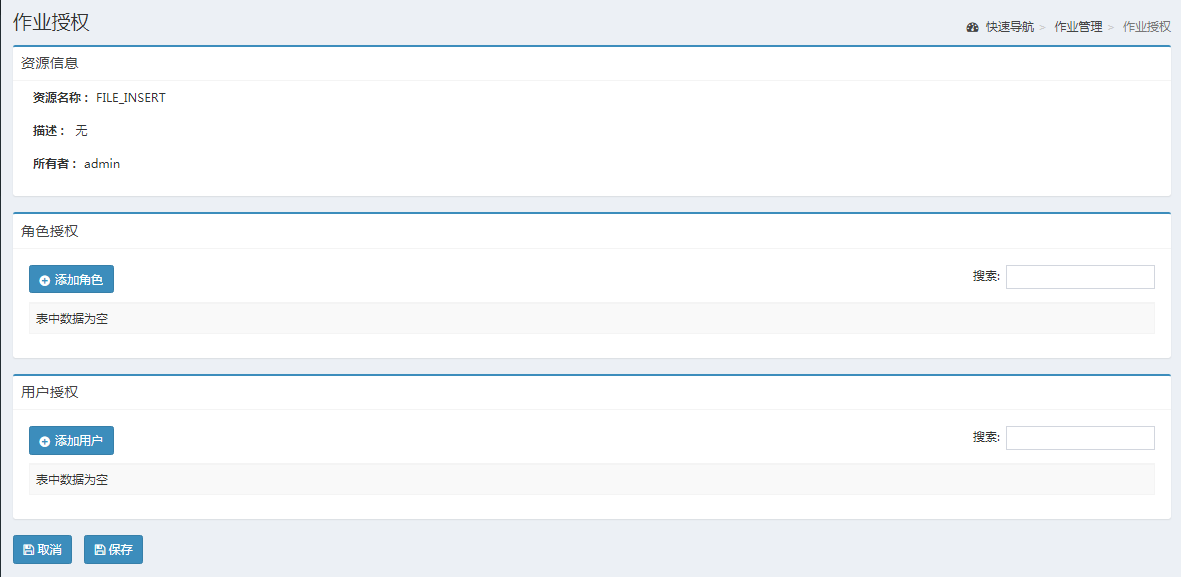 作业授权
快速导航 > 作业管理 > 作业授权
资源信息
资源名称： FILE_INSERT
描述： 无
所有者： admin
角色授权
添加角色
搜索:
表中数据为空
用户授权
添加用户
搜索:
表中数据为空
取消 保存